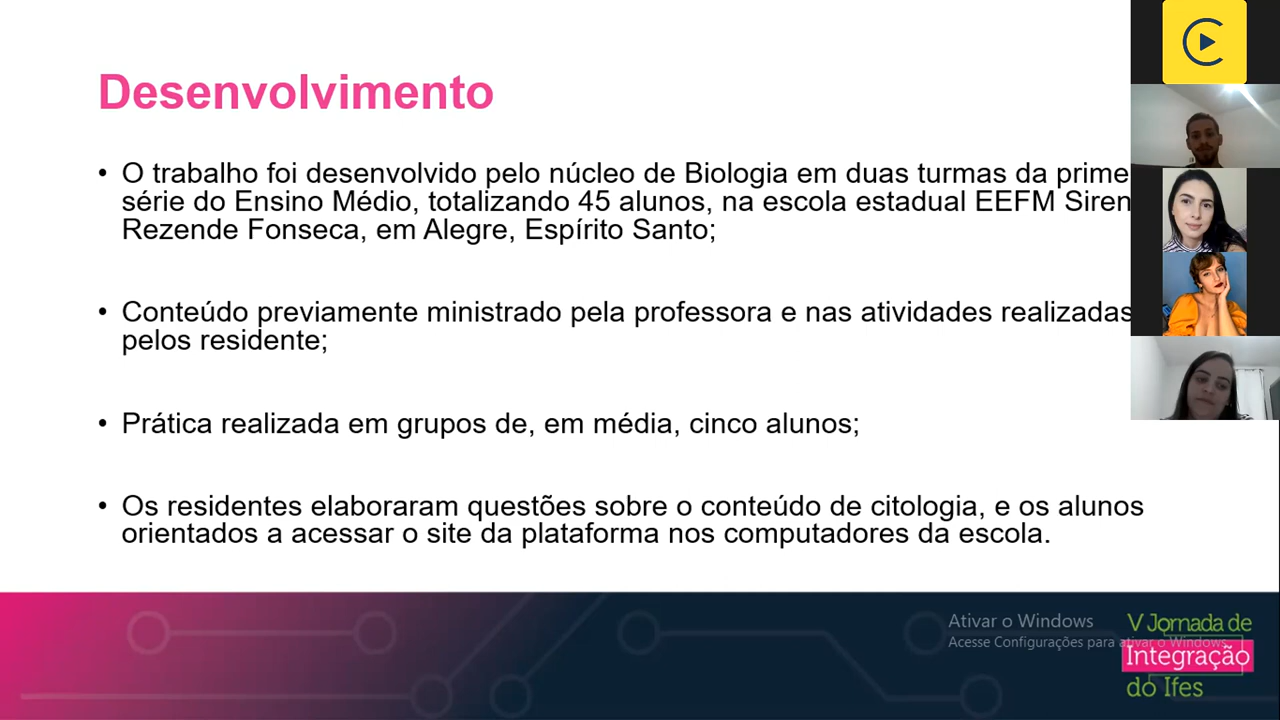 Desenvolvimento
• O trabalho foi desenvolvido pelo núcleo de Biologia em duas turmas da prime
série do Ensino Médio, totalizando 45 alunos, na escola estadual EEFM Siren
Rezende Fonseca, em Alegre, Espírito Santo;
• Conteúdo previamente ministrado pela professora e nas atividades realizadas
pelos residente;
• Prática realizada em grupos de, em média, cinco alunos;
• Os residentes elaboraram questões sobre o conteúdo de citologia, e os alunos
orientados a acessar o site da plataforma nos computadores da escola.
Ativar o Windows
Acesse Configurações para ativar o Windows.
V Jornada de
Integração
do Ifes